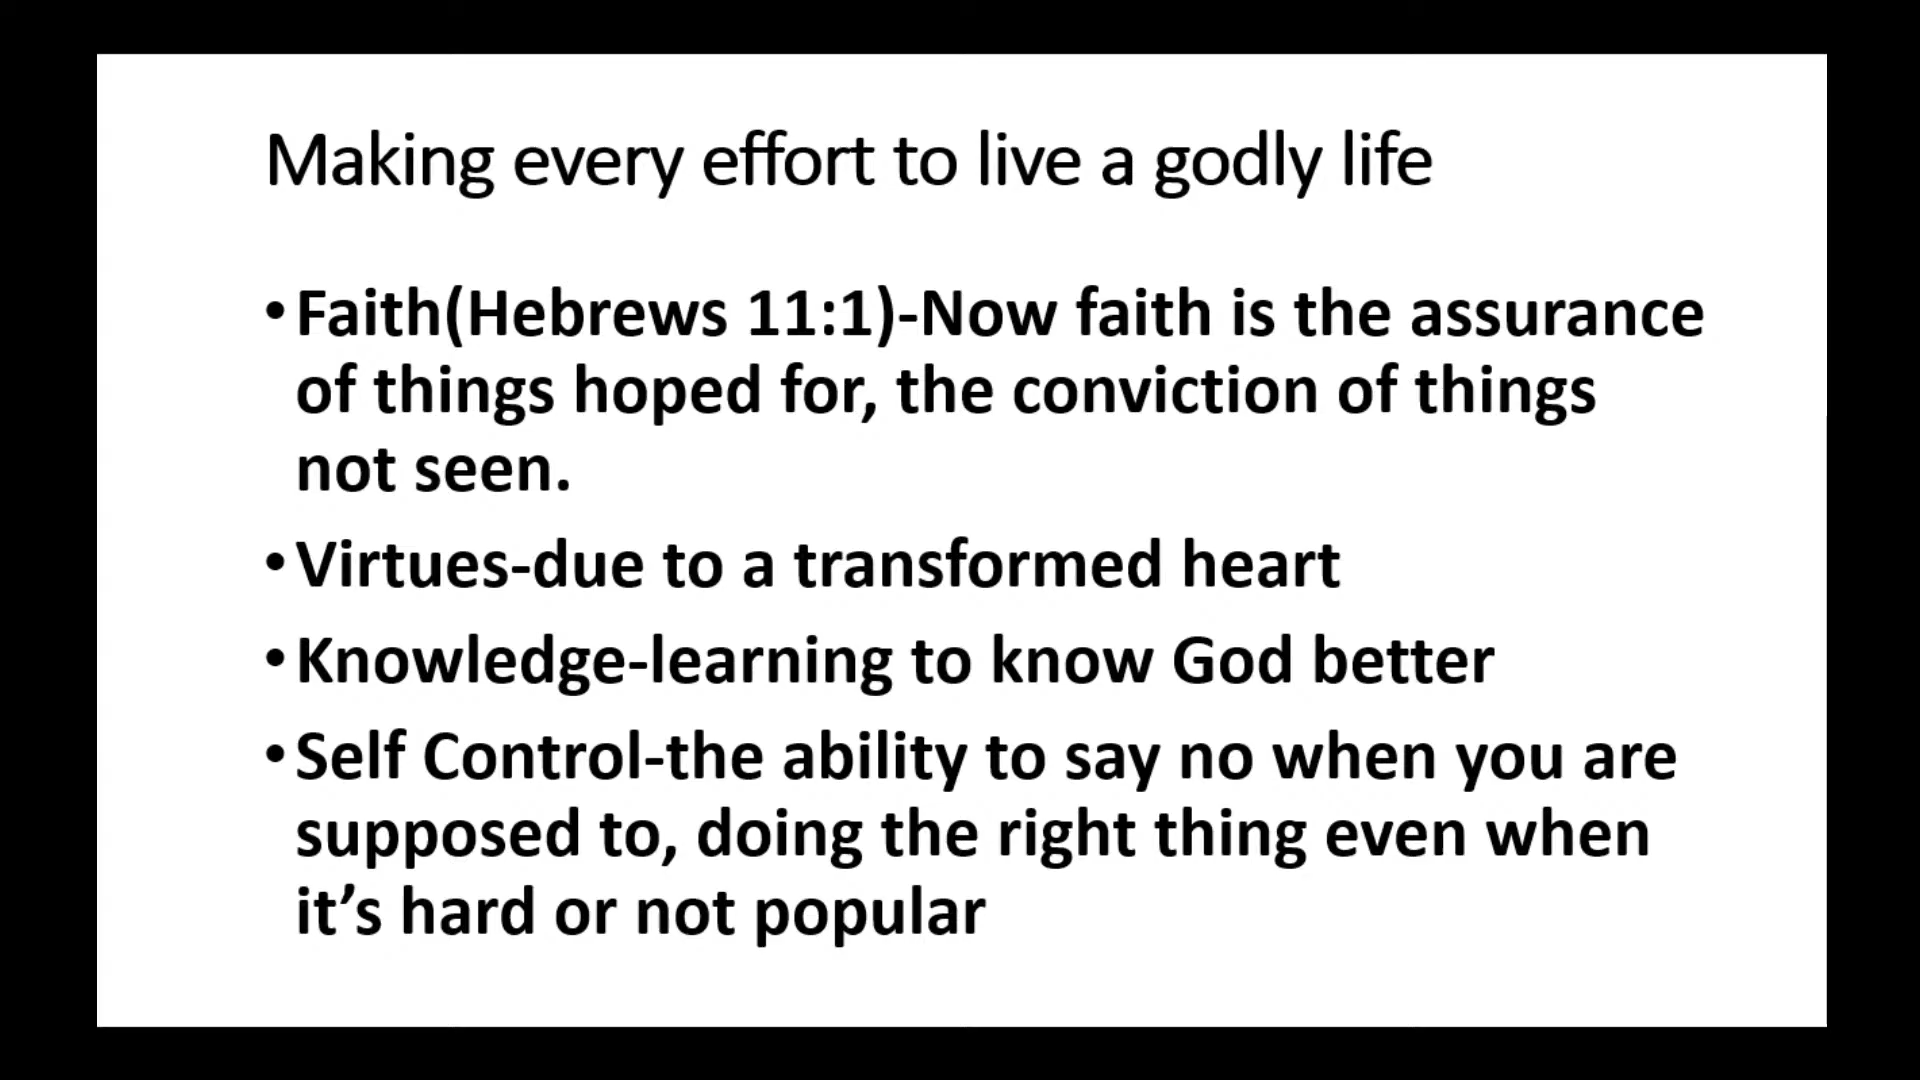 Making every effort to live a godly life
•Faith(Hebrews 11:1)-Now faith is the assurance
of things hoped for, the conviction of things
not seen.
•Virtues-due to a transformed heart
•Knowledge-learning to know God better
•Self Control-the ability to say no when you are
supposed to, doing the right thing even when
it’s hard or not popular